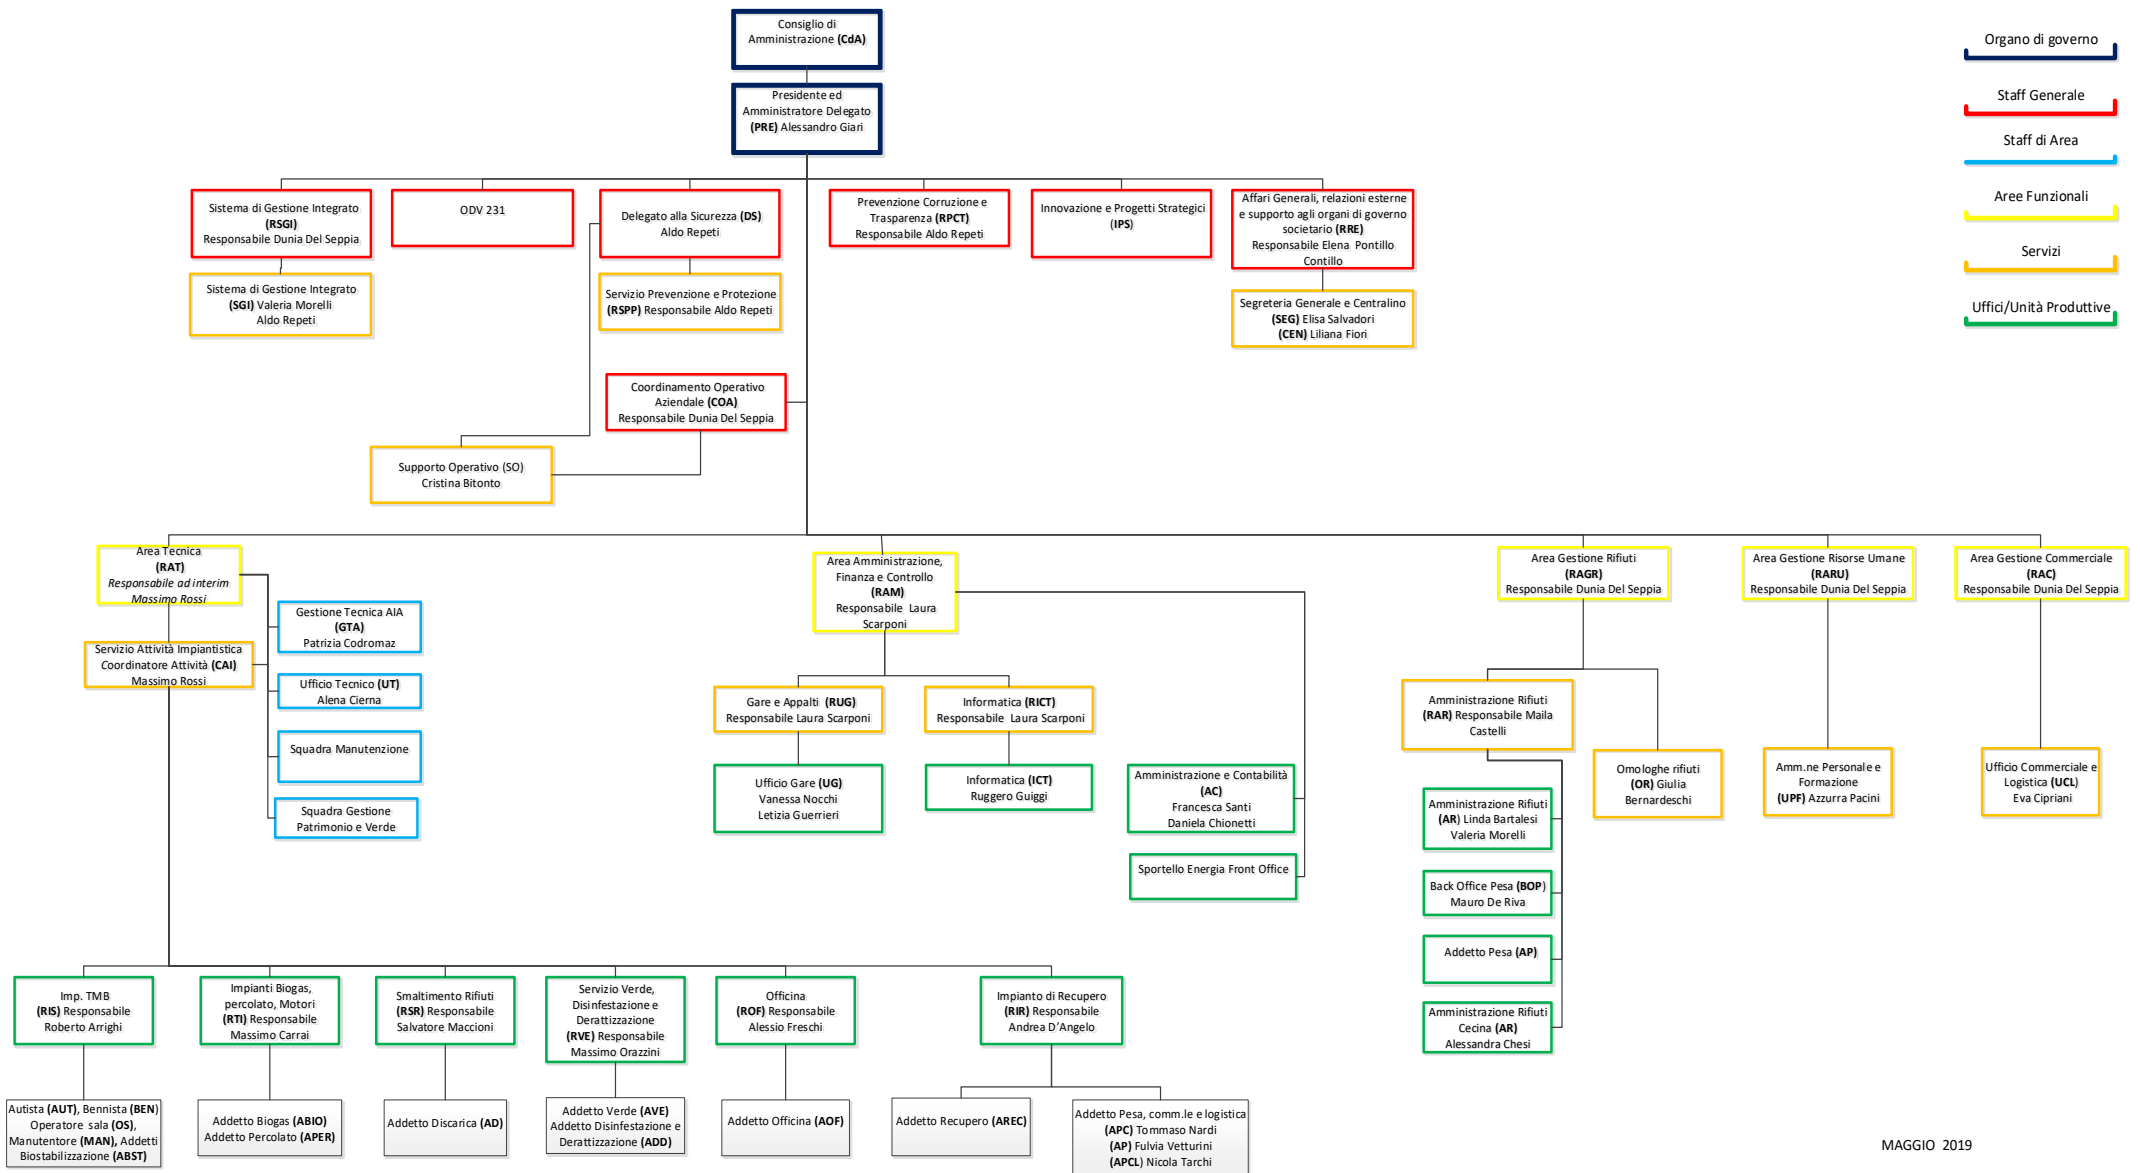 Consiglio di
Amministrazione (CdA)
Presidente ed
Amministratore Delegato
(PRE) Alessandro Giari
Organo di governo
Staff Generale
Staff di Area
Aree Funzionali
Servizi
Uffici/Unità Produttive
Sistema di Gestione Integrato
(RSGI)
Responsabile Dunia Del Seppia
ODV 231
Delegato alla Sicurezza (DS)
Aldo Repeti
Prevenzione Corruzione e
Trasparenza (RPCT)
Responsabile Aldo Repeti
Innovazione e Progetti Strategici
(IPS)
Affari Generali, relazioni esterne
e supporto agli organi di governo
societario (RRE)
Responsabile Elena Pontillo
Contillo
Sistema di Gestione Integrato
(SGI) Valeria Morelli
Aldo Repeti
Servizio Prevenzione e Protezione
(RSPP) Responsabile Aldo Repeti
Segreteria Generale e Centralino
(SEG) Elisa Salvadori
(CEN) Liliana Fiori
Coordinamento Operativo
Aziendale (COA)
Responsabile Dunia Del Seppia
Supporto Operativo (SO)
Cristina Bitonto
Area Tecnica
(RAT)
Responsabile ad interim
Massimo Rossi
Area Amministrazione,
Finanza e Controllo
(RAM)
Responsabile Laura
Scarponi
Area Gestione Rifiuti
(RAGR)
Responsabile Dunia Del Seppia
Area Gestione Risorse Umane
(RARU)
Responsabile Dunia Del Seppia
Area Gestione Commerciale
(RAC)
Responsabile Dunia Del Seppia
Gestione Tecnica AIA
(GTA)
Patrizia Codromaz
Servizio Attività Impiantistica
Coordinatore Attività (CAI)
Massimo Rossi
Ufficio Tecnico (UT)
Alena Cierna
Squadra Manutenzione
Squadra Gestione
Patrimonio e Verde
Gare e Appalti (RUG)
Responsabile Laura Scarponi
Informatica (RICT)
Responsabile Laura Scarponi
Ufficio Gare (UG)
Vanessa Nocchi
Letizia Guerrieri
Informatica (ICT)
Ruggero Guiggi
Amministrazione e Contabilità
(AC)
Francesca Santi
Daniela Chionetti
Sportello Energia Front Office
Amministrazione Rifiuti
(RAR) Responsabile Maila
Castelli
Omologhe rifiuti
(OR) Giulia
Bernardeschi
Amm.ne Personale e
Formazione
(UPF) Azzurra Pacini
Ufficio Commerciale e
Logistica (UCL)
Eva Cipriani
Amministrazione Rifiuti
(AR) Linda Bartalesi
Valeria Morelli
Back Office Pesa (BOP)
Mauro De Riva
Addetto Pesa (AP)
Amministrazione Rifiuti
Cecina (AR)
Alessandra Chesi
Imp. TMB
(RIS) Responsabile
Roberto Arrighi
Impianti Biogas,
percolato, Motori
(RTI) Responsabile
Massimo Carrai
Smaltimento Rifiuti
(RSR) Responsabile
Salvatore Maccioni
Servizio Verde,
Disinfestazione e
Derattizzazione
(RVE) Responsabile
Massimo Orazzini
Officina
(ROF) Responsabile
Alessio Freschi
Impianto di Recupero
(RIR) Responsabile
Andrea D'Angelo
Autista (AUT), Bennista (BEN)
Operatore sala (OS),
Manutentore (MAN), Addetti
Biostabilizzazione (ABST)
Addetto Biogas (ABIO)
Addetto Percolato (APER)
Addetto Discarica (AD)
Addetto Verde (AVE)
Addetto Disinfestazione e
Derattizzazione (ADD)
Addetto Officina (AOF)
Addetto Recupero (AREC)
Addetto Pesa, comm.le e logistica
(APC) Tommaso Nardi
(AP) Fulvia Vetturini
(APCL) Nicola Tarchi
MAGGIO 2019